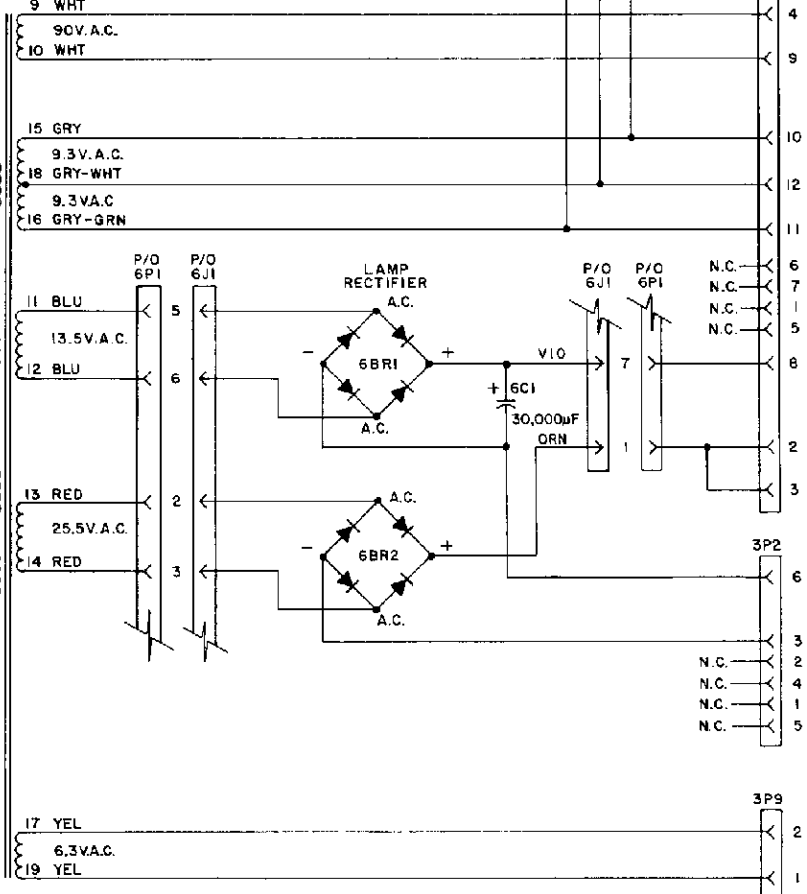 9 WHT
4
90V.A.C.
10 WHT
9
15 GRY
10
9.3V.A.C.
18 GRY-WHT
12
9.3V.A.C
16 GRY-GRN
11
P/O 6P1
P/O 6J1
LAMP RECTIFIER
P/O 6J1
P/O 6P1
N.C. 6
N.C. 7
N.C. 1
N.C. 5
11 BLU
5
A.C.
13.5V.A.C.
6BR1
- +
VIO
7
8
12 BLU
6
+ 6C1
30,000µF
A.C.
ORN
1
2
13 RED
2
A.C.
3
25.5V.A.C.
6BR2
- +
3P2
14 RED
3
6
A.C.
3
N.C. 2
N.C. 4
N.C. 1
N.C. 5
3P9
17 YEL
2
6.3V.A.C.
19 YEL
1